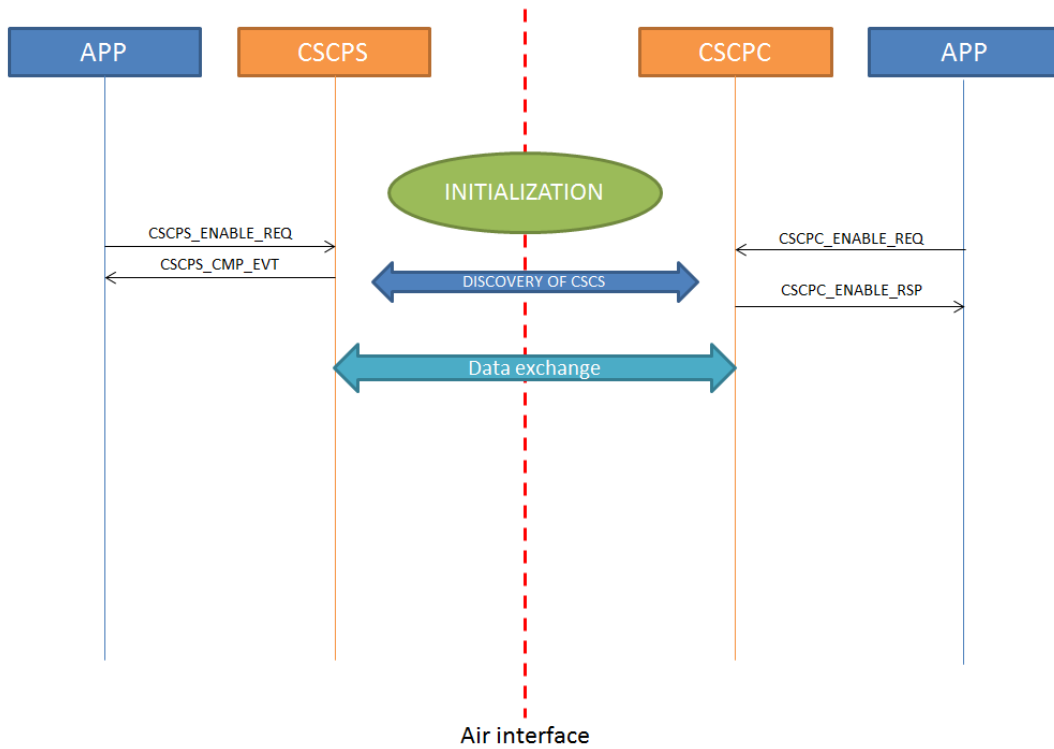 APP
CSCPS
CSCPC
APP
INITIALIZATION
CSCPS_ENABLE_REQ
CSCPC_ENABLE_REQ
CSCPS_CMP_EVT
DISCOVERY OF CSCS
CSCPC_ENABLE_RSP
Data exchange
Air interface